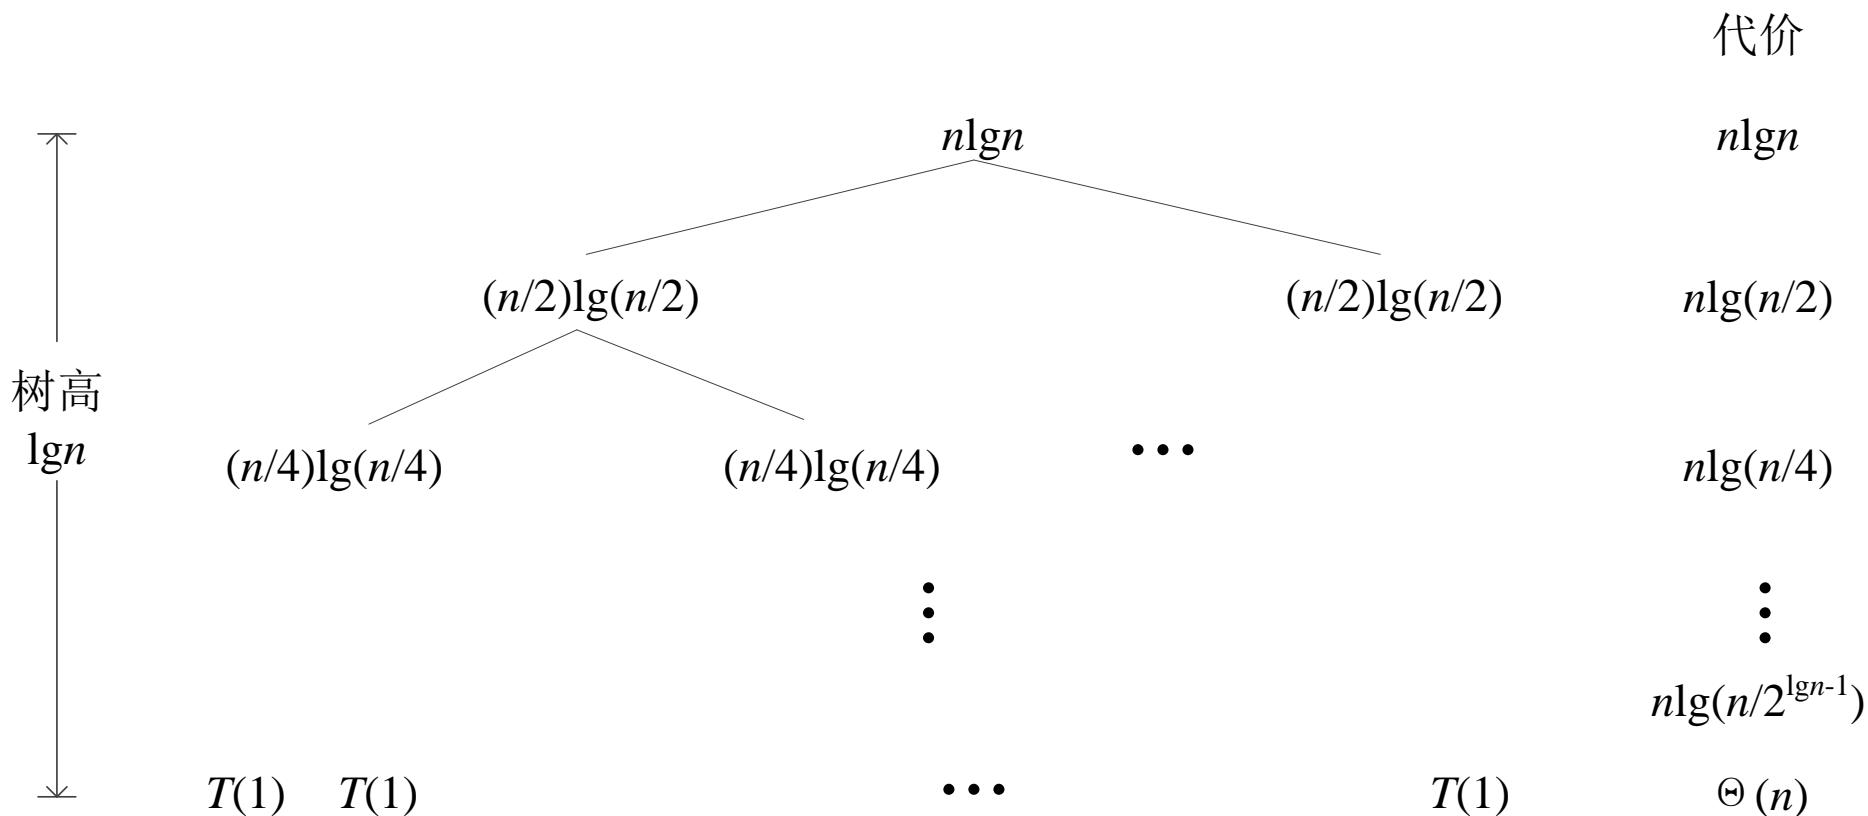 代价
nlgn nlgn
(n/2)lg(n/2) (n/2)lg(n/2) nlg(n/2)
树高
lgn
(n/4)lg(n/4) (n/4)lg(n/4) ••• nlg(n/4)
nlg(n/2^{lgn-1})
T(1) T(1) ••• T(1) Θ(n)